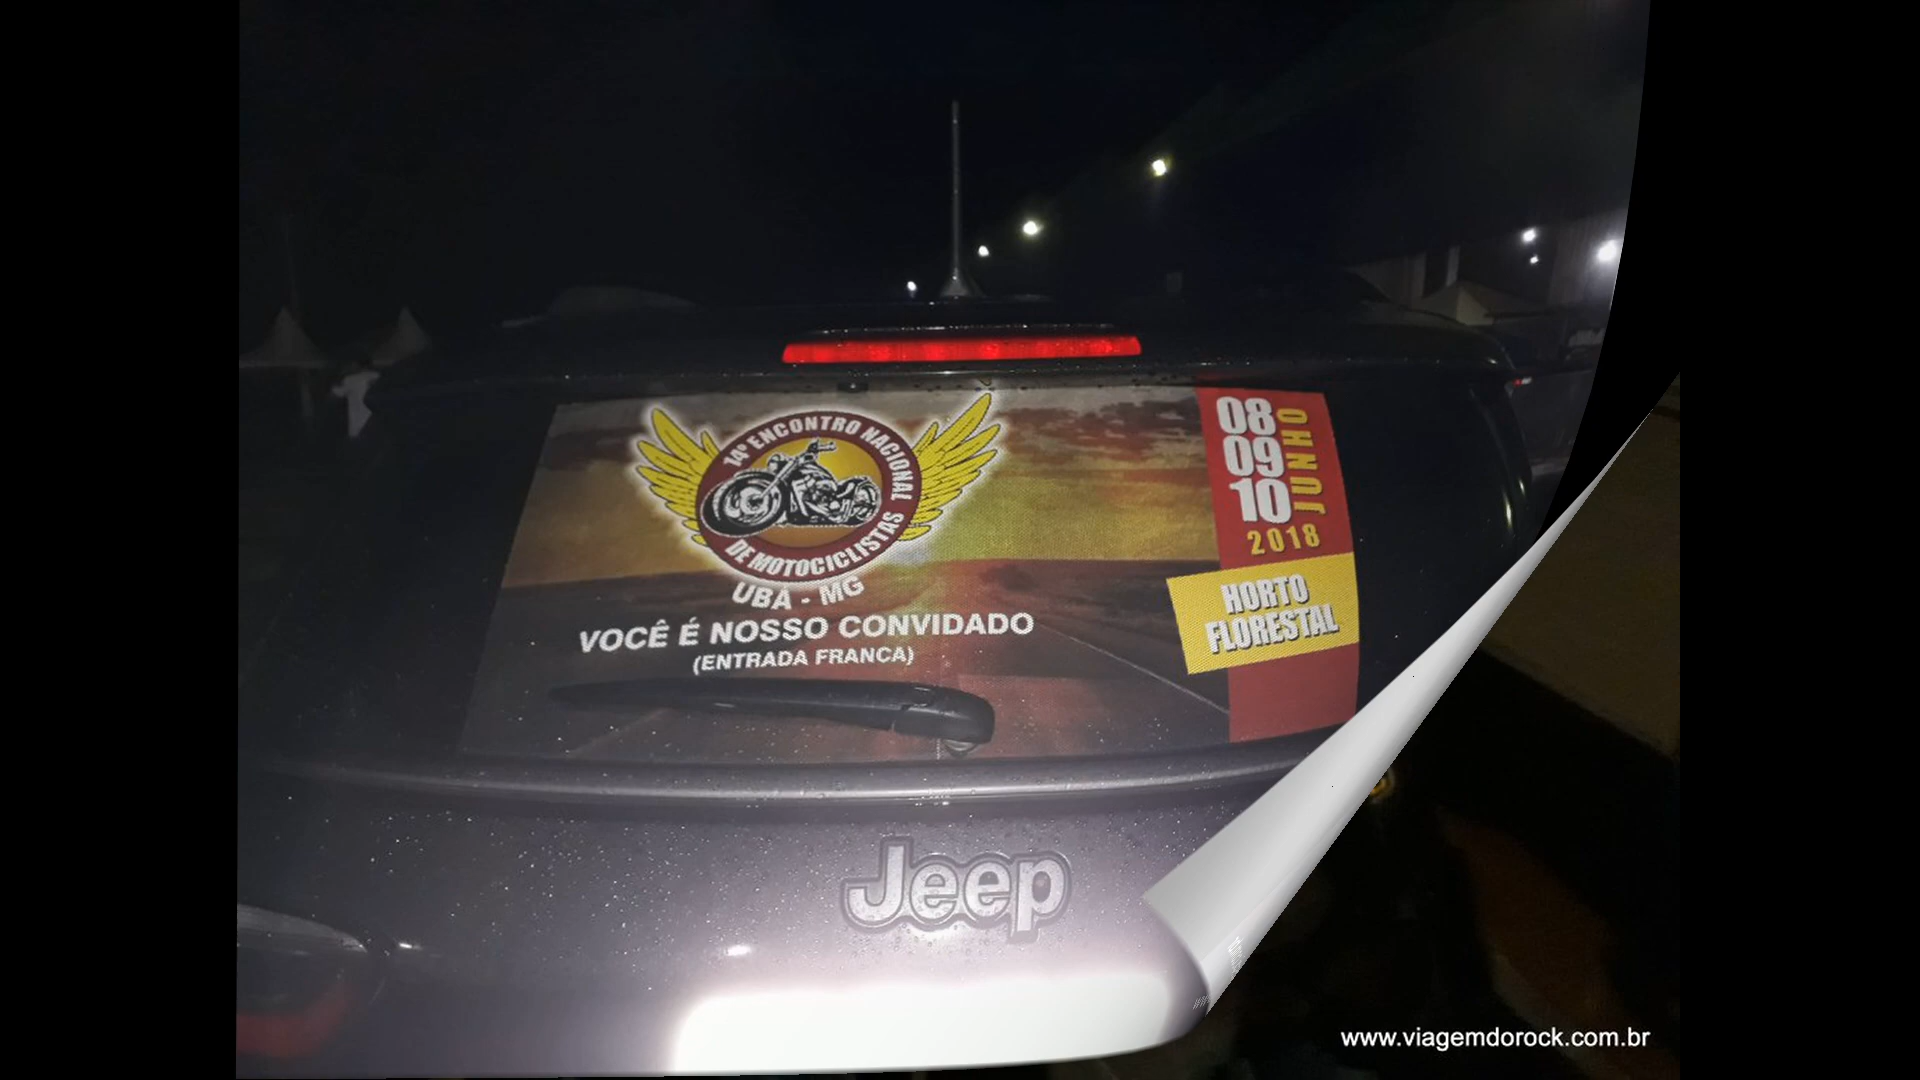 14º ENCONTRO NACIONAL
DE MOTOCICLISTAS
UBÁ - MG
VOCÊ É NOSSO CONVIDADO
(ENTRADA FRANCA)
08
09
10
JUNHO
2018
HORTO
FLORESTAL
Jeep
www.viagemdorock.com.br